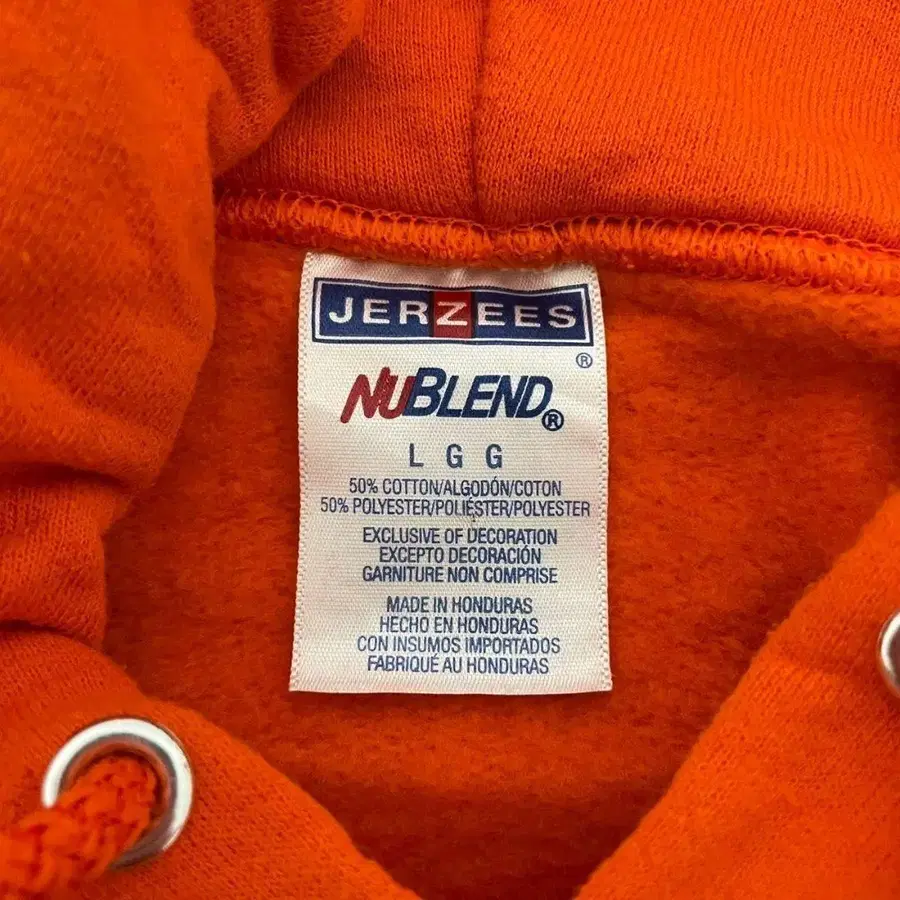 JERZEES
®
NUBLEND®
L G G
50% COTTON/ALGODÓN/COTON
50% POLYESTER/POLIÉSTER/POLYESTER
EXCLUSIVE OF DECORATION
EXCEPTO DECORACIÓN
GARNITURE NON COMPRISE
MADE IN HONDURAS
HECHO EN HONDURAS
CON INSUMOS IMPORTADOS
FABRIQUÉ AU HONDURAS